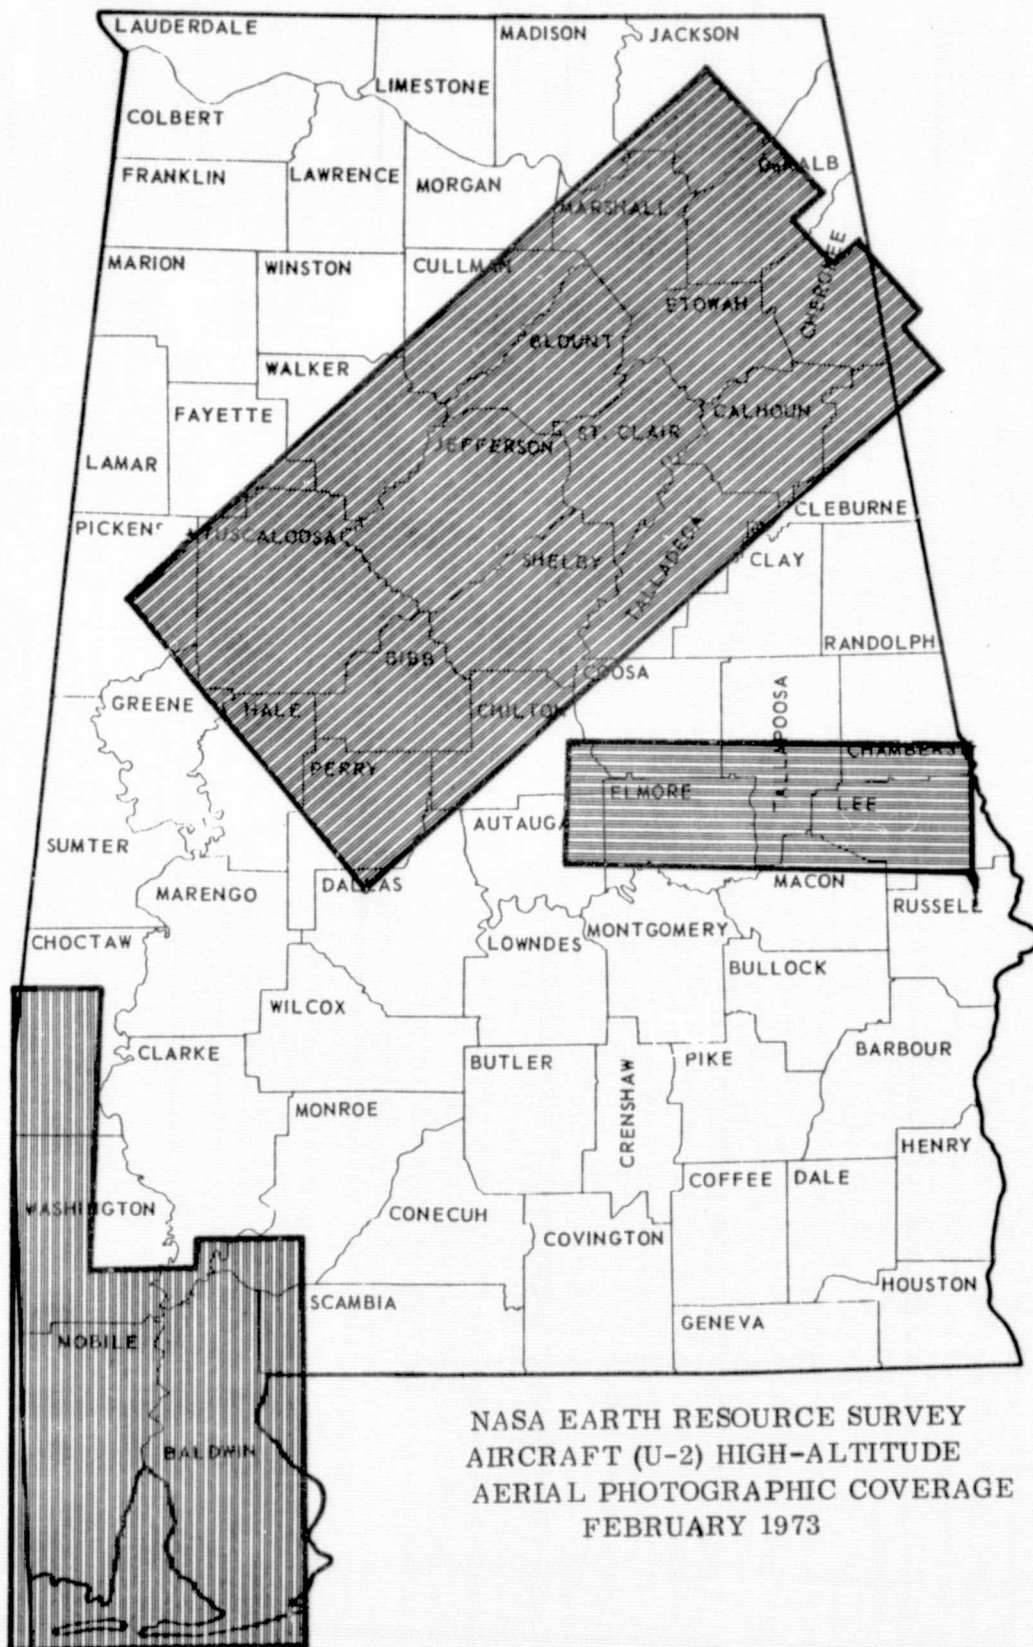 LAUDERDALE
MADISON
JACKSON
LIMESTONE
COLBERT
FRANKLIN
LAWRENCE
MORGAN
DEKALB
MARSHALL
MARION
WINSTON
CULLMAN
CHEROKEE
ETOWAH
BLOUNT
WALKER
FAYETTE
CALHOUN
JEFFERSON
ST. CLAIR
LAMAR
CLEBURNE
PICKENS
TUSCALOOSA
SHELBY
TALLADEGA
CLAY
RANDOLPH
BIBB
COOSA
GREENE
HALE
CHILTON
TALLAPOOSA
CHAMBERS
PERRY
ELMORE
LEE
AUTAUGA
SUMTER
MARENGO
DALLAS
MACON
RUSSELL
CHOCTAW
LOWNDES
MONTGOMERY
BULLOCK
WILCOX
CLARKE
BUTLER
CRENSHAW
PIKE
BARBOUR
MONROE
HENRY
WASHINGTON
CONECUH
COFFEE
DALE
COVINGTON
SCAMBIA
HOUSTON
GENEVA
MOBILE
BALDWIN
NASA EARTH RESOURCE SURVEY
AIRCRAFT (U-2) HIGH-ALTITUDE
AERIAL PHOTOGRAPHIC COVERAGE
FEBRUARY 1973